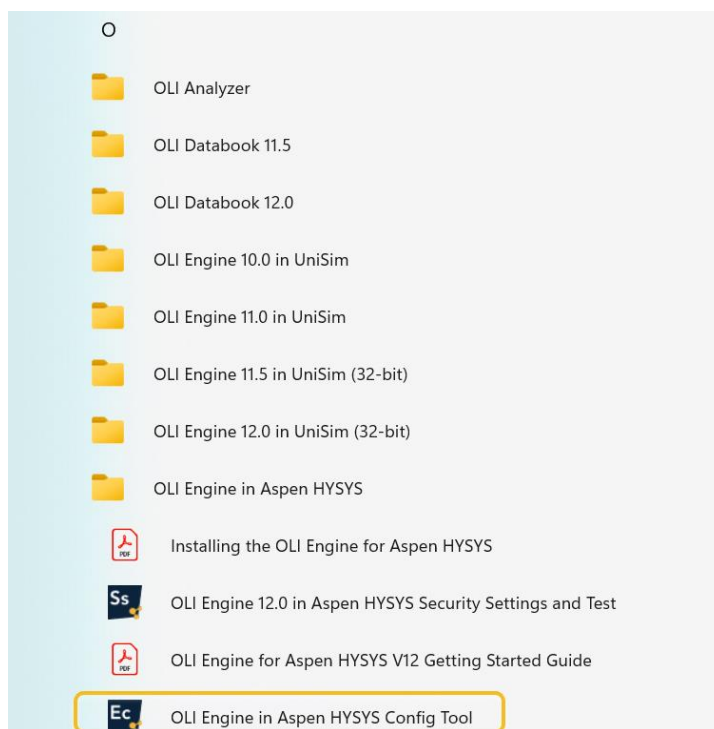 O
OLI Analyzer
OLI Databook 11.5
OLI Databook 12.0
OLI Engine 10.0 in UniSim
OLI Engine 11.0 in UniSim
OLI Engine 11.5 in UniSim (32-bit)
OLI Engine 12.0 in UniSim (32-bit)
OLI Engine in Aspen HYSYS
PDF Installing the OLI Engine for Aspen HYSYS
Ss OLI Engine 12.0 in Aspen HYSYS Security Settings and Test
PDF OLI Engine for Aspen HYSYS V12 Getting Started Guide
Ec OLI Engine in Aspen HYSYS Config Tool